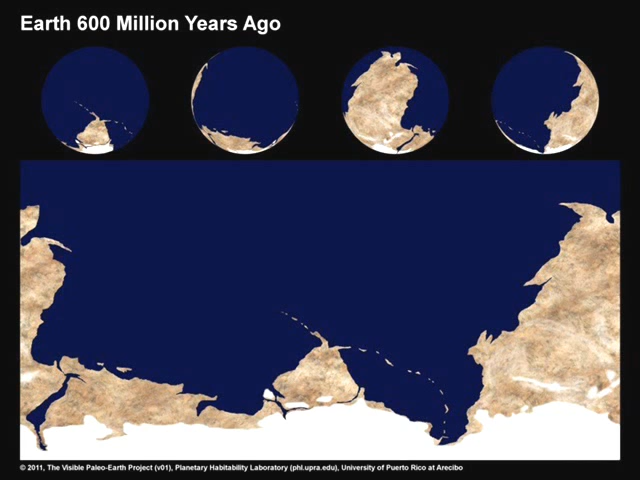 Earth 600 Million Years Ago
© 2011, The Visible Paleo-Earth Project (v01), Planetary Habitability Laboratory (phl.upra.edu), University of Puerto Rico at Arecibo